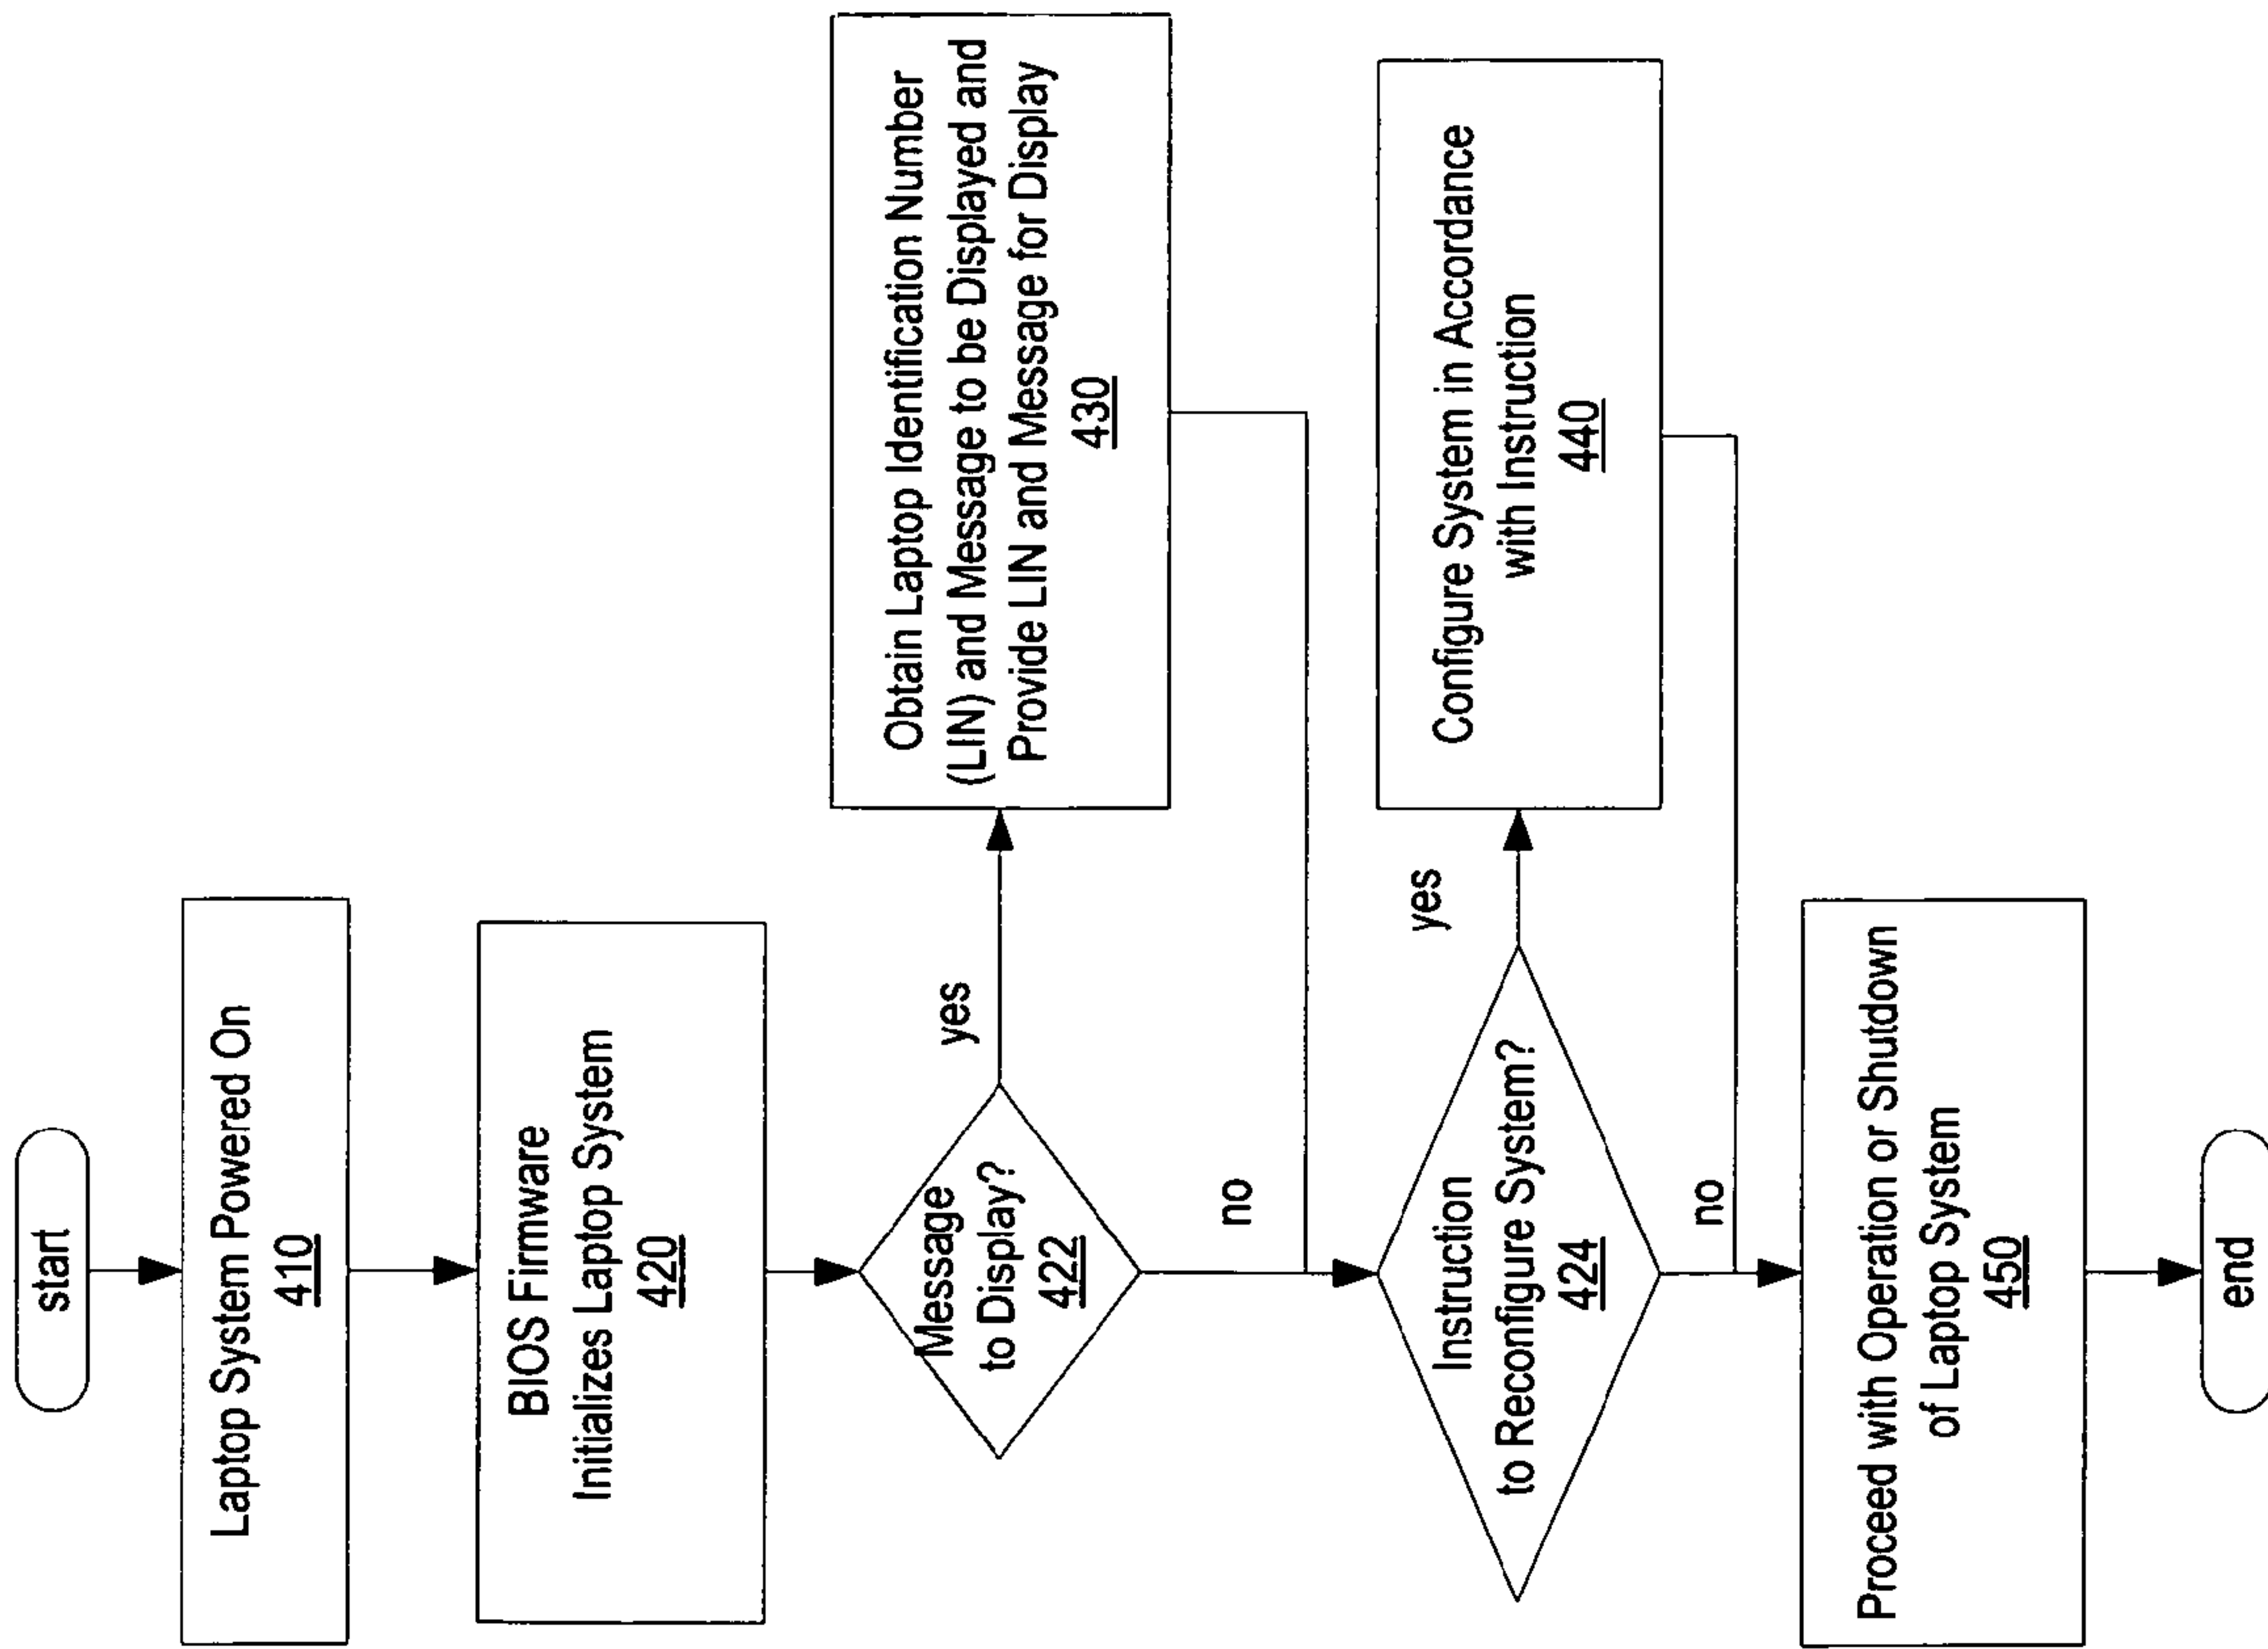 start
Laptop System Powered On
410
BIOS Firmware
Initializes Laptop System
420
Message
to Display?
422
yes
no
Obtain Laptop Identification Number
(LIN) and Message to be Displayed and
Provide LIN and Message for Display
430
Instruction
to Reconfigure System?
424
yes
no
Configure System in Accordance
with Instruction
440
Proceed with Operation or Shutdown
of Laptop System
450
end